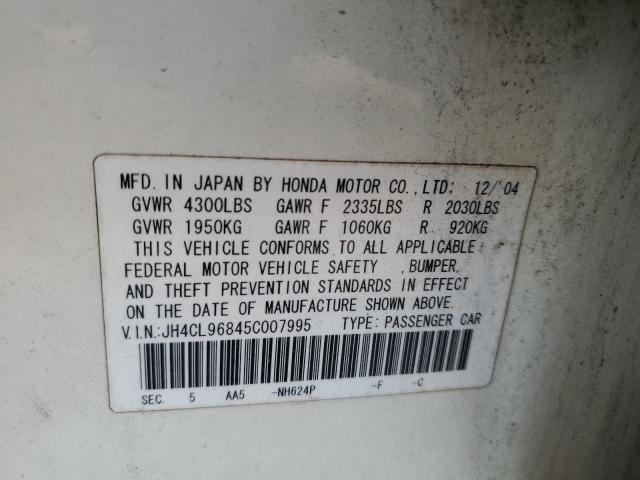 MFD. IN JAPAN BY HONDA MOTOR CO., LTD: 12/'04
GVWR 4300LBS GAWR F 2335LBS R 2030LBS
GVWR 1950KG GAWR F 1060KG R 920KG
THIS VEHICLE CONFORMS TO ALL APPLICABLE
FEDERAL MOTOR VEHICLE SAFETY , BUMPER,
AND THEFT PREVENTION STANDARDS IN EFFECT
ON THE DATE OF MANUFACTURE SHOWN ABOVE.
V.I.N.:JH4CL96845C007995 TYPE: PASSENGER CAR
SEC. 5 AA5 -NH624P -F -C